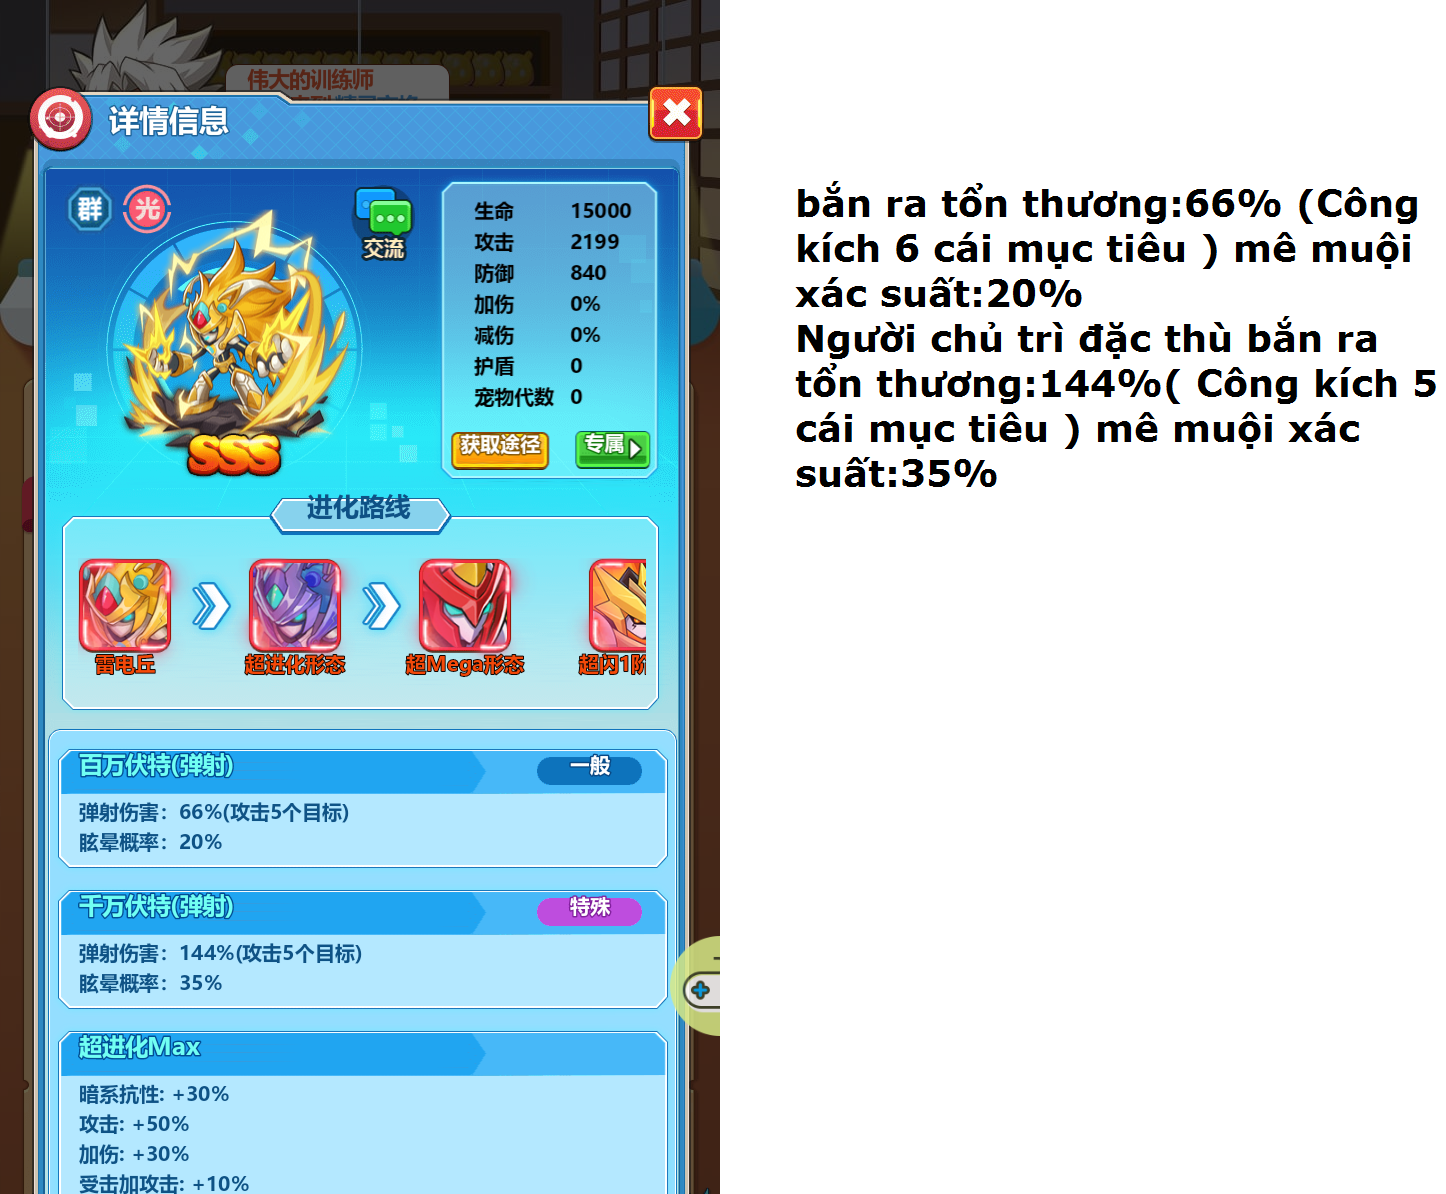 伟大的训练师
详情信息
群 光
交流
生命 15000
攻击 2199
防御 840
加伤 0%
减伤 0%
护盾 0
宠物代数 0
获取途径 专属
SSS
进化路线
雷电丘 超进化形态 超Mega形态 超闪1阶
百万伏特(弹射) 一般
弹射伤害: 66%(攻击5个目标)
眩晕概率: 20%
千万伏特(弹射) 特殊
弹射伤害: 144%(攻击5个目标)
眩晕概率: 35%
超进化Max
暗系抗性: +30%
攻击: +50%
加伤: +30%
受击加攻击: +10%
bắn ra tổn thương:66% (Công
kích 6 cái mục tiêu ) mê muội
xác suất:20%
Người chủ trì đặc thù bắn ra
tổn thương:144%( Công kích 5
cái mục tiêu ) mê muội xác
suất:35%